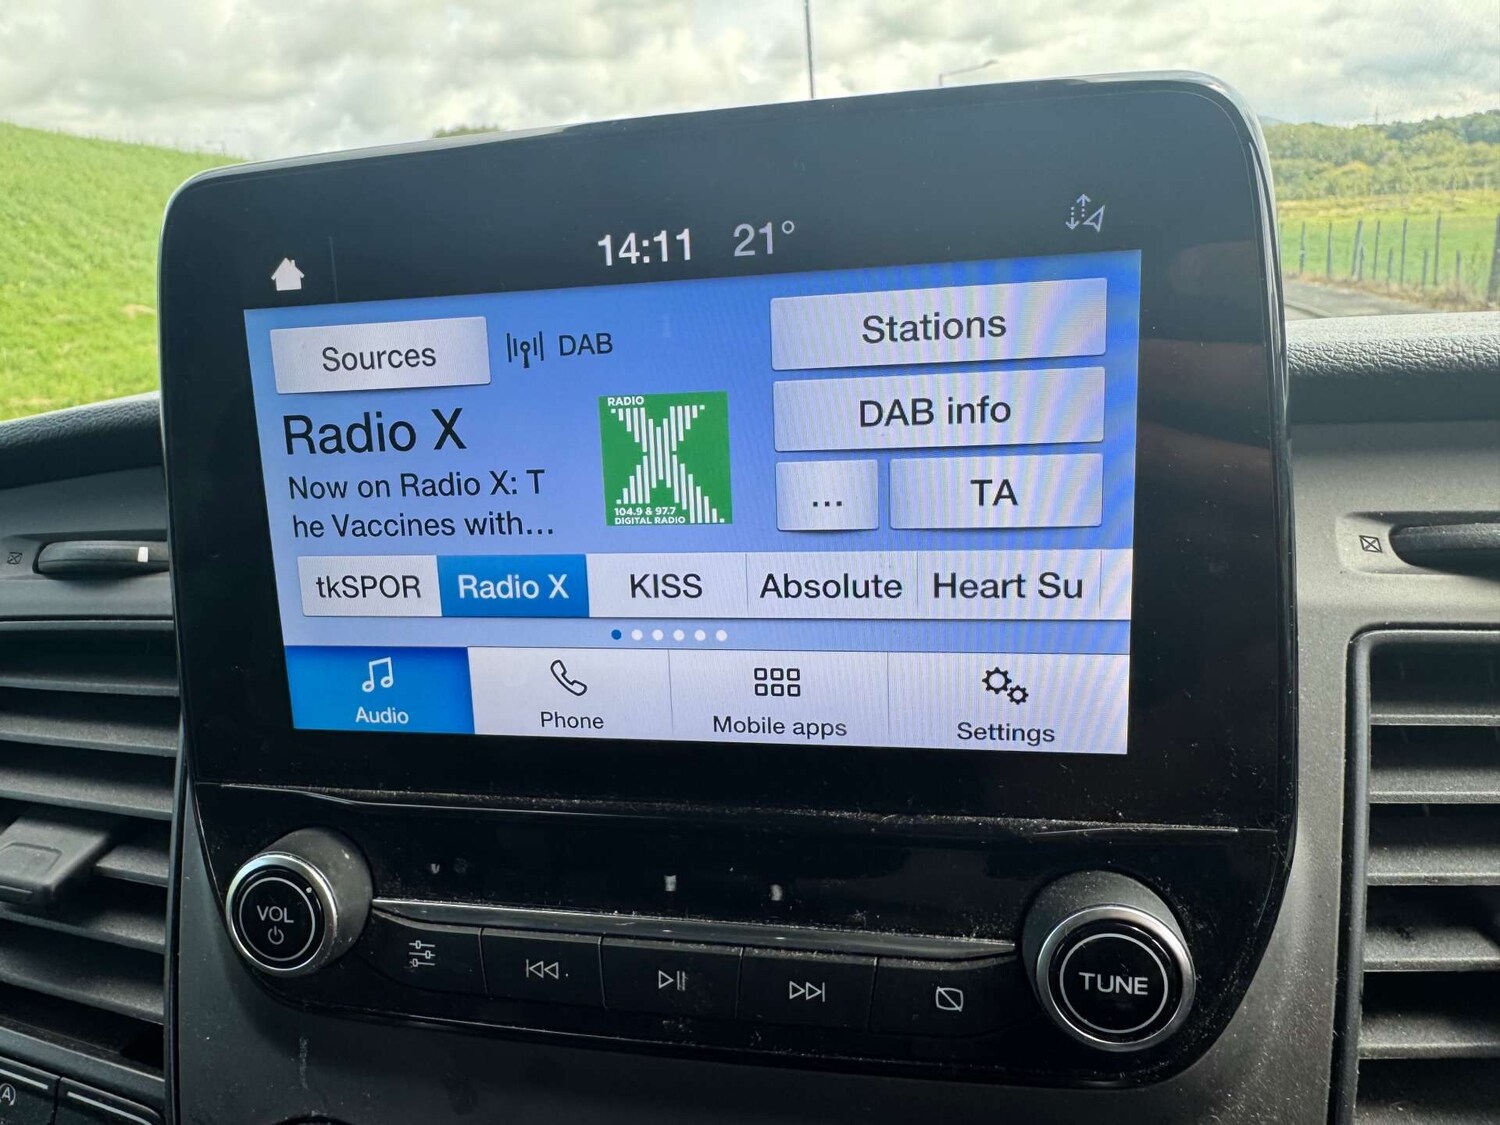 14:11 21°
Sources
DAB
Stations
Radio X
RADIO
104.9 & 97.7
DIGITAL RADIO
DAB info
Now on Radio X: T
he Vaccines with...
...
TA
tkSPOR
Radio X
KISS
Absolute
Heart Su
Audio
Phone
Mobile apps
Settings
VOL
TUNE
(A)